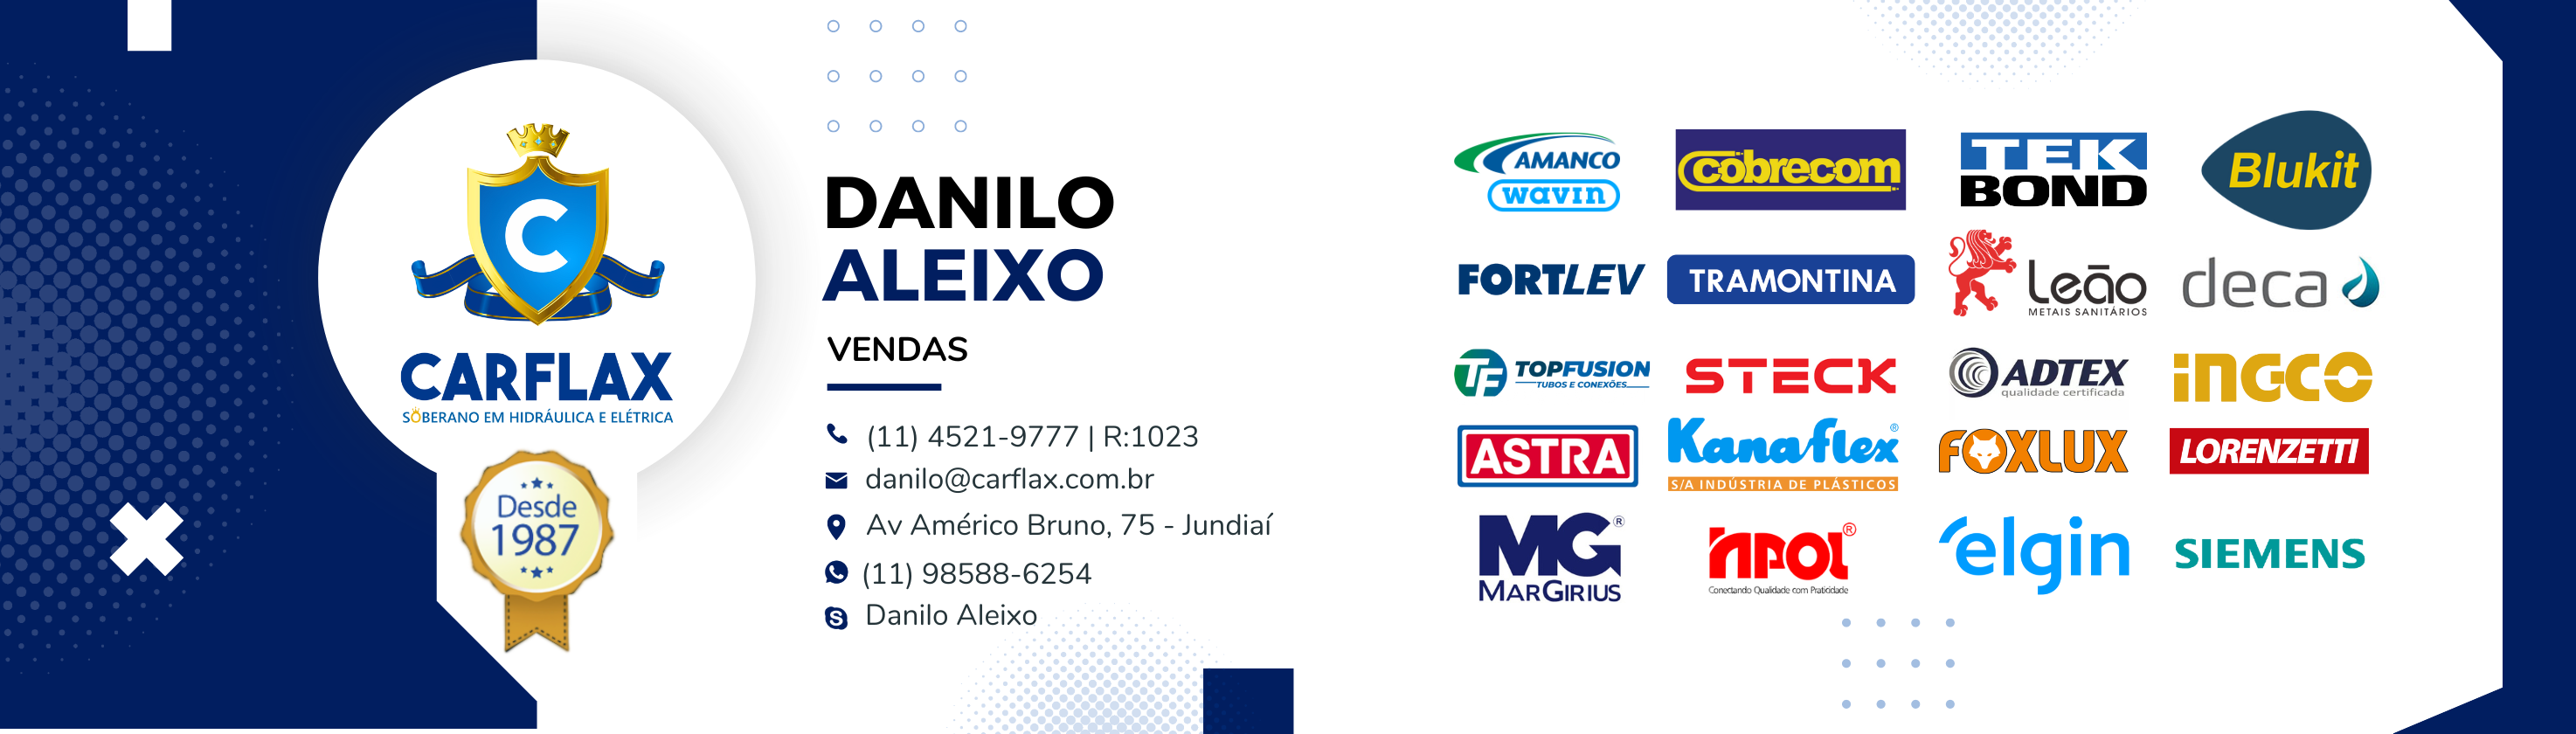 C
CARFLAX
SOBERANO EM HIDRÁULICA E ELÉTRICA
Desde
1987
DANILO
ALEIXO
VENDAS
(11) 4521-9777 | R:1023
danilo@carflax.com.br
Av Américo Bruno, 75 - Jundiaí
(11) 98588-6254
S
Danilo Aleixo
AMANCO
wavin
cobrecom
TEK
BOND
Blukit
FORTLEV
TRAMONTINA
Leão
METAIS SANITÁRIOS
deca
TF TOPFUSION
TUBOS E CONEXÕES
STECK
ADTEX
qualidade certificada
INGCO
ASTRA
Kanaflex®
S/A INDÚSTRIA DE PLÁSTICOS
FOXLUX
LORENZETTI
MG®
MARGIRIUS
INPOL®
Conectando Qualidade com Praticidade
elgin
SIEMENS